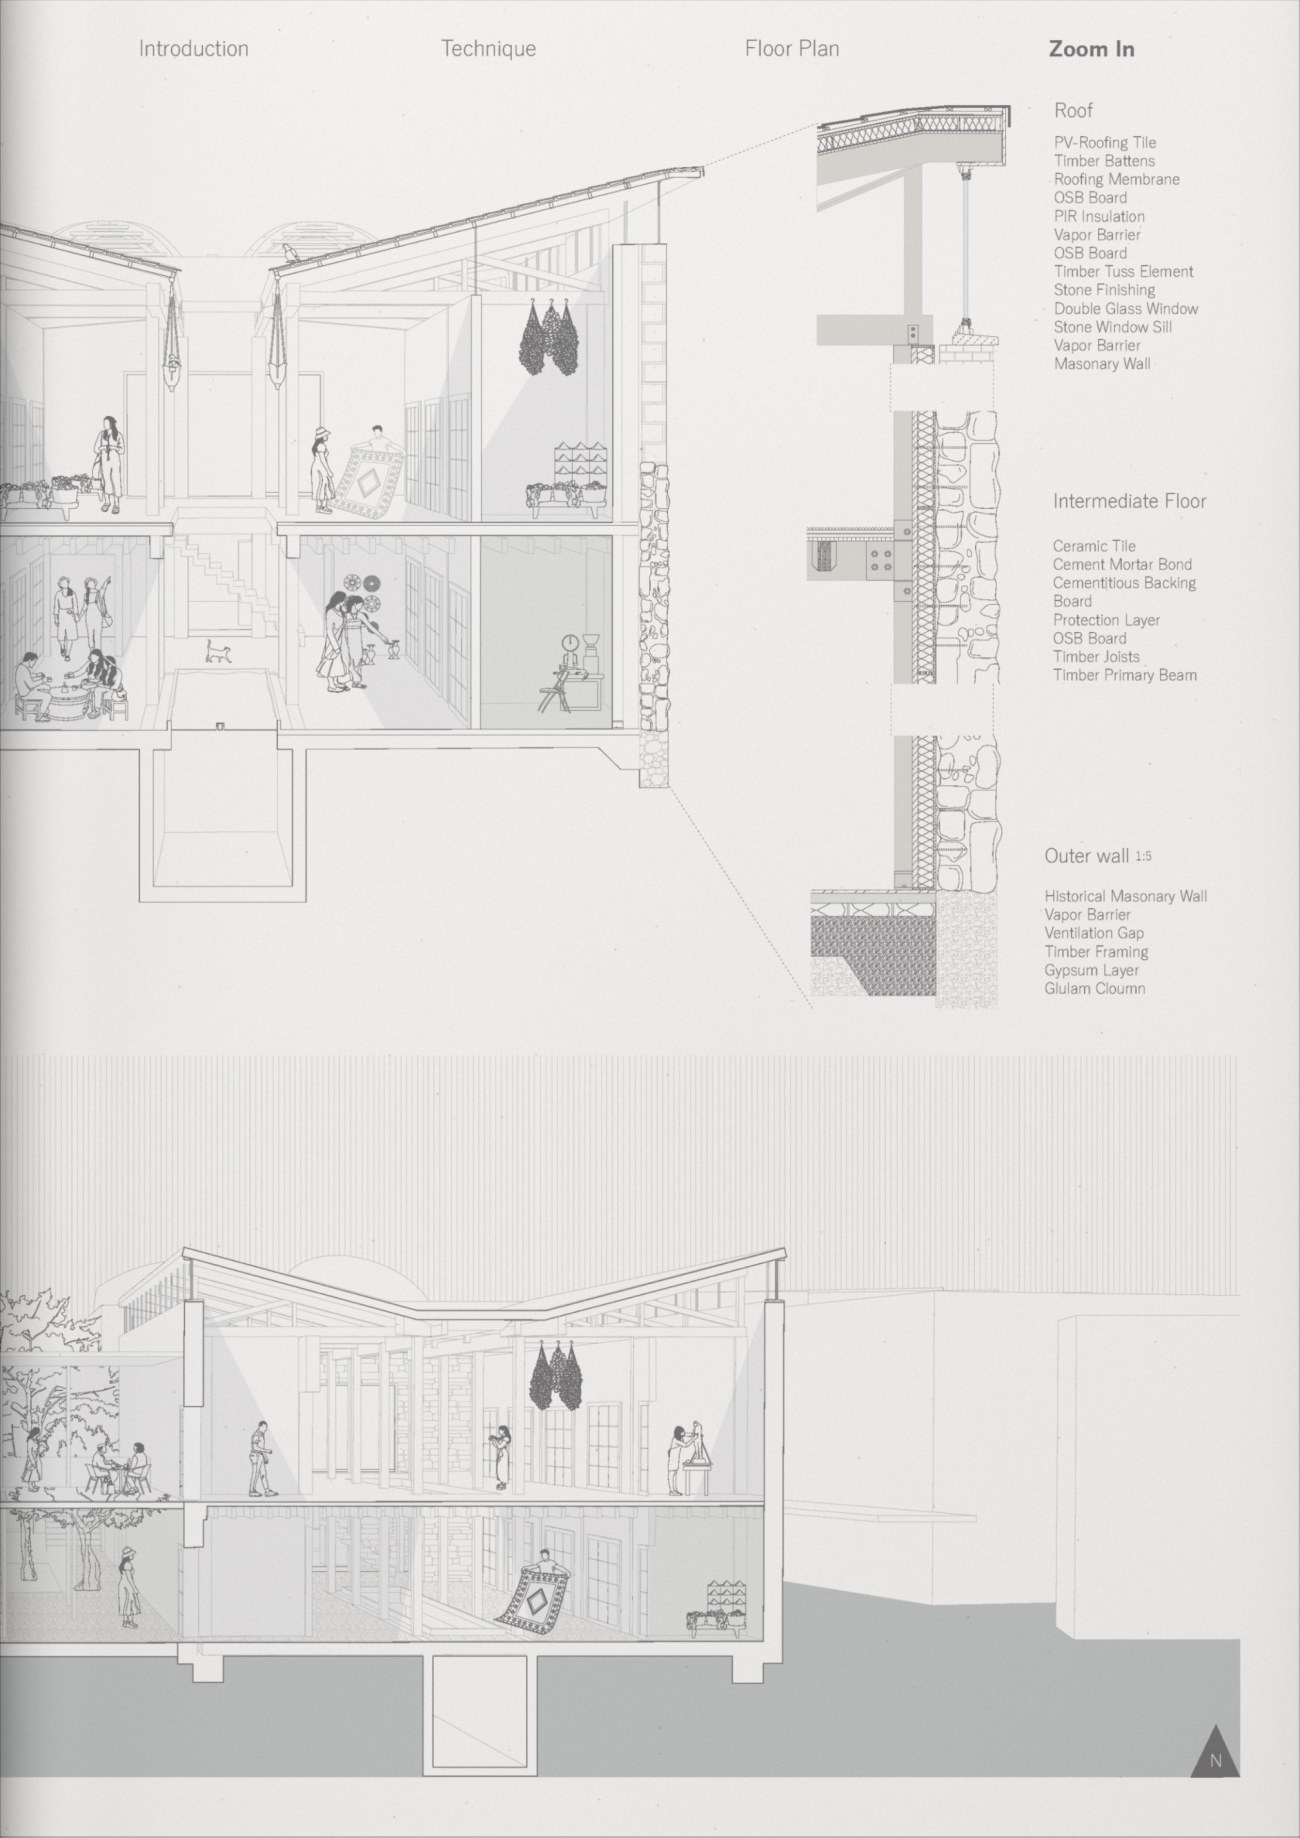 Introduction
Technique
Floor Plan
Zoom In
Roof
PV-Roofing Tile
Timber Battens
Roofing Membrane
OSB Board
PIR Insulation
Vapor Barrier
OSB Board
Timber Tuss Element
Stone Finishing
Double Glass Window
Stone Window Sill
Vapor Barrier
Masonary Wall
Intermediate Floor
Ceramic Tile
Cement Mortar Bond
Cementitious Backing
Board
Protection Layer
OSB Board
Timber Joists
Timber Primary Beam
Outer wall 1:5
Historical Masonary Wall
Vapor Barrier
Ventilation Gap
Timber Framing
Gypsum Layer
Glulam Cloumn
N